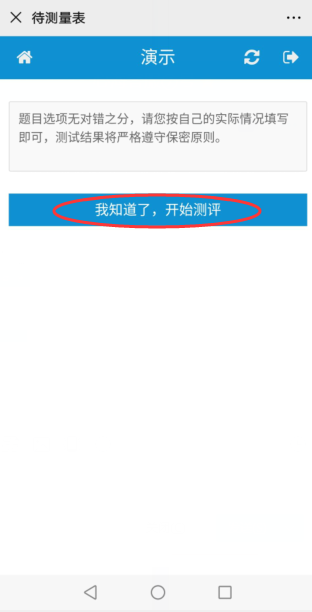 待测量表
演示
题目选项无对错之分，请您按自己的实际情况填写
即可，测试结果将严格遵守保密原则。
我知道了，开始测评